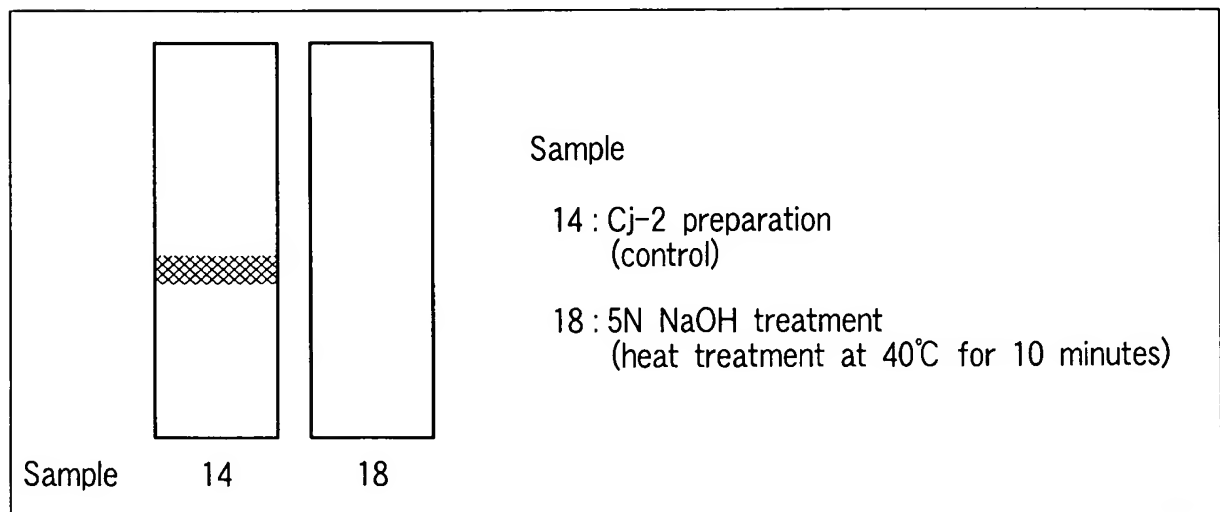 Sample
14 : Cj-2 preparation
(control)
18 : 5N NaOH treatment
(heat treatment at 40℃ for 10 minutes)
Sample 14 18